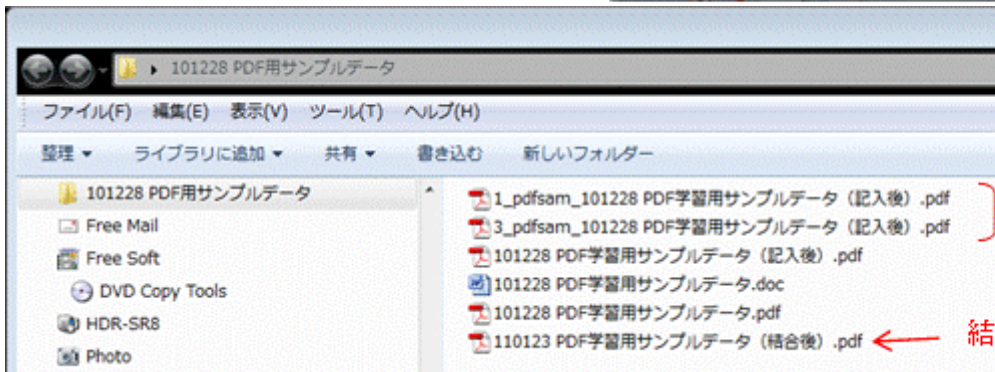 101228 PDF用サンプルデータ
ファイル(F) 編集(E) 表示(V) ツール(T) ヘルプ(H)
整理 ライブラリに追加 共有 書き込む 新しいフォルダー
101228 PDF用サンプルデータ
Free Mail
Free Soft
DVD Copy Tools
HDR-SR8
Photo
1_pdfsam_101228 PDF学習用サンプルデータ（記入後）.pdf
3_pdfsam_101228 PDF学習用サンプルデータ（記入後）.pdf
101228 PDF学習用サンプルデータ（記入後）.pdf
101228 PDF学習用サンプルデータ.doc
101228 PDF学習用サンプルデータ.pdf
110123 PDF学習用サンプルデータ（結合後）.pdf
結